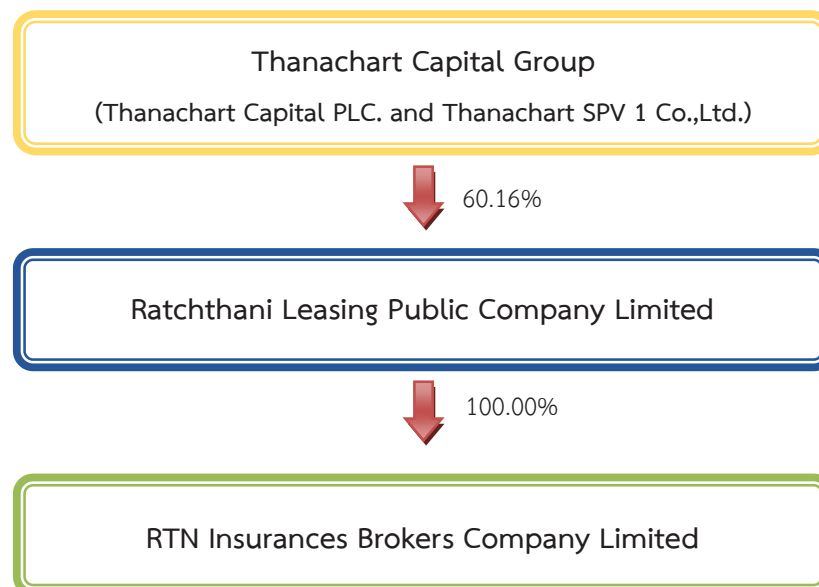 Thanachart Capital Group
(Thanachart Capital PLC. and Thanachart SPV 1 Co.,Ltd.)
60.16%
Ratchthani Leasing Public Company Limited
100.00%
RTN Insurances Brokers Company Limited